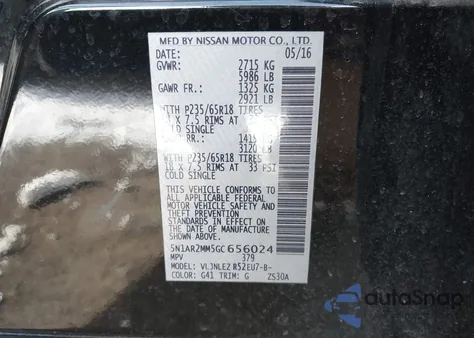 MFD BY NISSAN MOTOR CO., LTD.
DATE: 05/16
GVWR: 2715 KG
5986 LB
GAWR FR.: 1325 KG
2921 LB
WITH P235/65R18 TIRES
X 7.5 RIMS AT
COLD SINGLE
RR.:
3120 LB
WITH P235/65R18 TIRES
18 X 7.5 RIMS AT 33 PSI
COLD SINGLE
THIS VEHICLE CONFORMS TO
ALL APPLICABLE FEDERAL
MOTOR VEHICLE SAFETY
AND THEFT PREVENTION
STANDARDS IN EFFECT ON
THE DATE OF MANUFACTURE
SHOWN ABOVE.
5N1AR2MM5GC656024
MPV 379
MODEL: VLJNLEZ R52EU7-B-
COLOR: G41 TRIM: G ZS30A
autoSnap